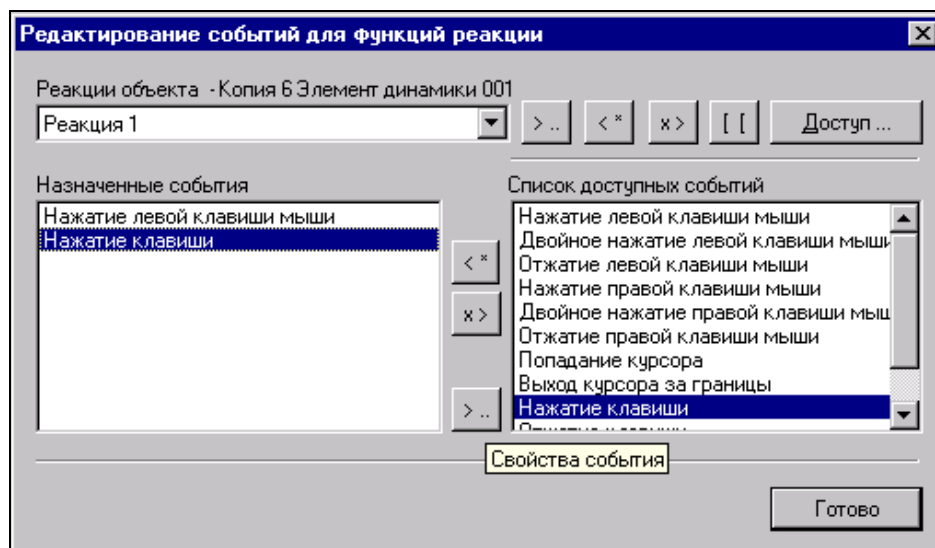 Редактирование событий для функций реакции
Реакции объекта - Копия 6 Элемент динамики 001
Реакция 1
> ..
< *
x >
[ [
Доступ ...
Назначенные события
Нажатие левой клавиши мыши
Нажатие клавиши
< *
x >
> ..
Список доступных событий
Нажатие левой клавиши мыши
Двойное нажатие левой клавиши мыши
Отжатие левой клавиши мыши
Нажатие правой клавиши мыши
Двойное нажатие правой клавиши мыш
Отжатие правой клавиши мыши
Попадание курсора
Выход курсора за границы
Нажатие клавиши
Свойства события
Готово